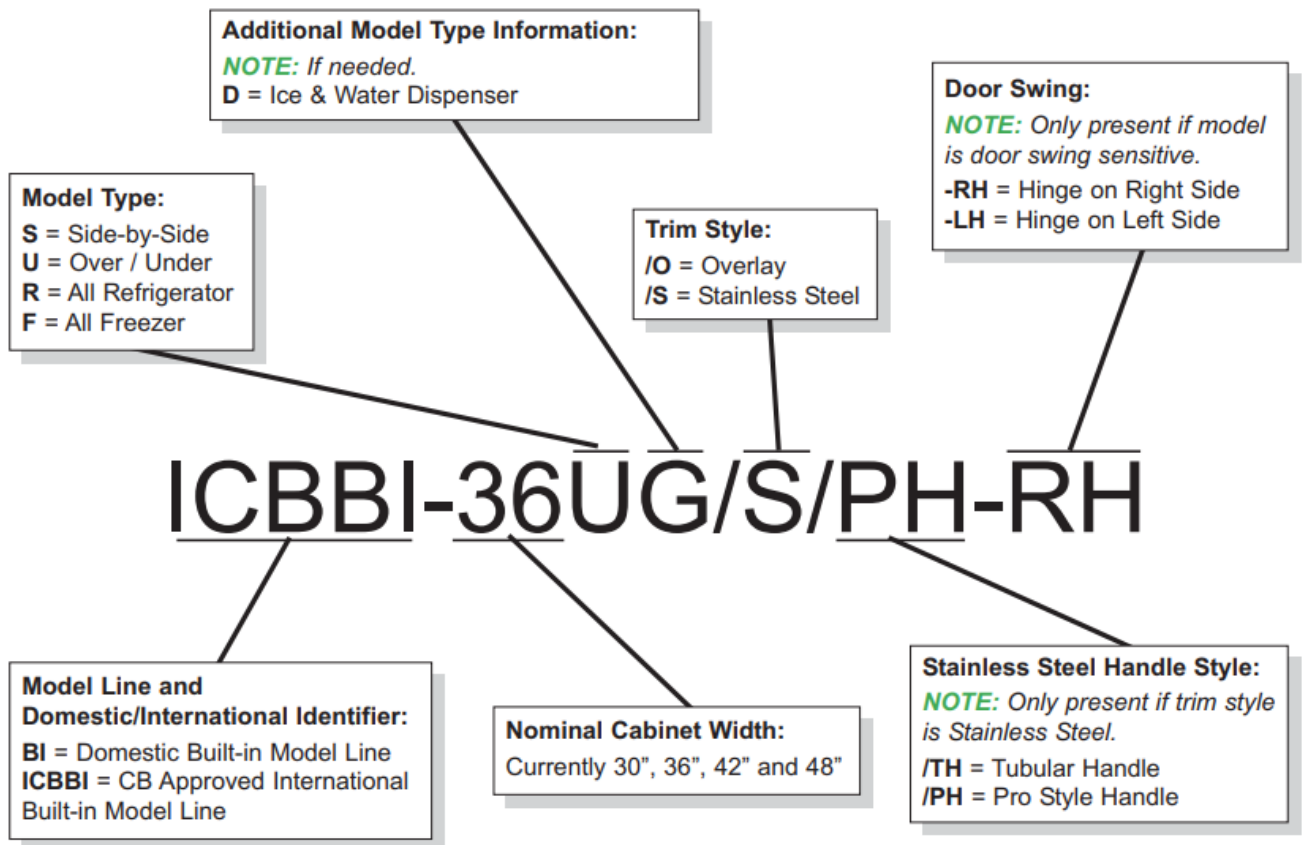 Additional Model Type Information:
NOTE: If needed.
D = Ice & Water Dispenser
Door Swing:
NOTE: Only present if model
is door swing sensitive.
-RH = Hinge on Right Side
-LH = Hinge on Left Side
Model Type:
S = Side-by-Side
U = Over / Under
R = All Refrigerator
F = All Freezer
Trim Style:
/O = Overlay
/S = Stainless Steel
ICBBI-36UG/S/PH-RH
Model Line and
Domestic/International Identifier:
BI = Domestic Built-in Model Line
ICBBI = CB Approved International
Built-in Model Line
Nominal Cabinet Width:
Currently 30”, 36”, 42” and 48”
Stainless Steel Handle Style:
NOTE: Only present if trim style
is Stainless Steel.
/TH = Tubular Handle
/PH = Pro Style Handle